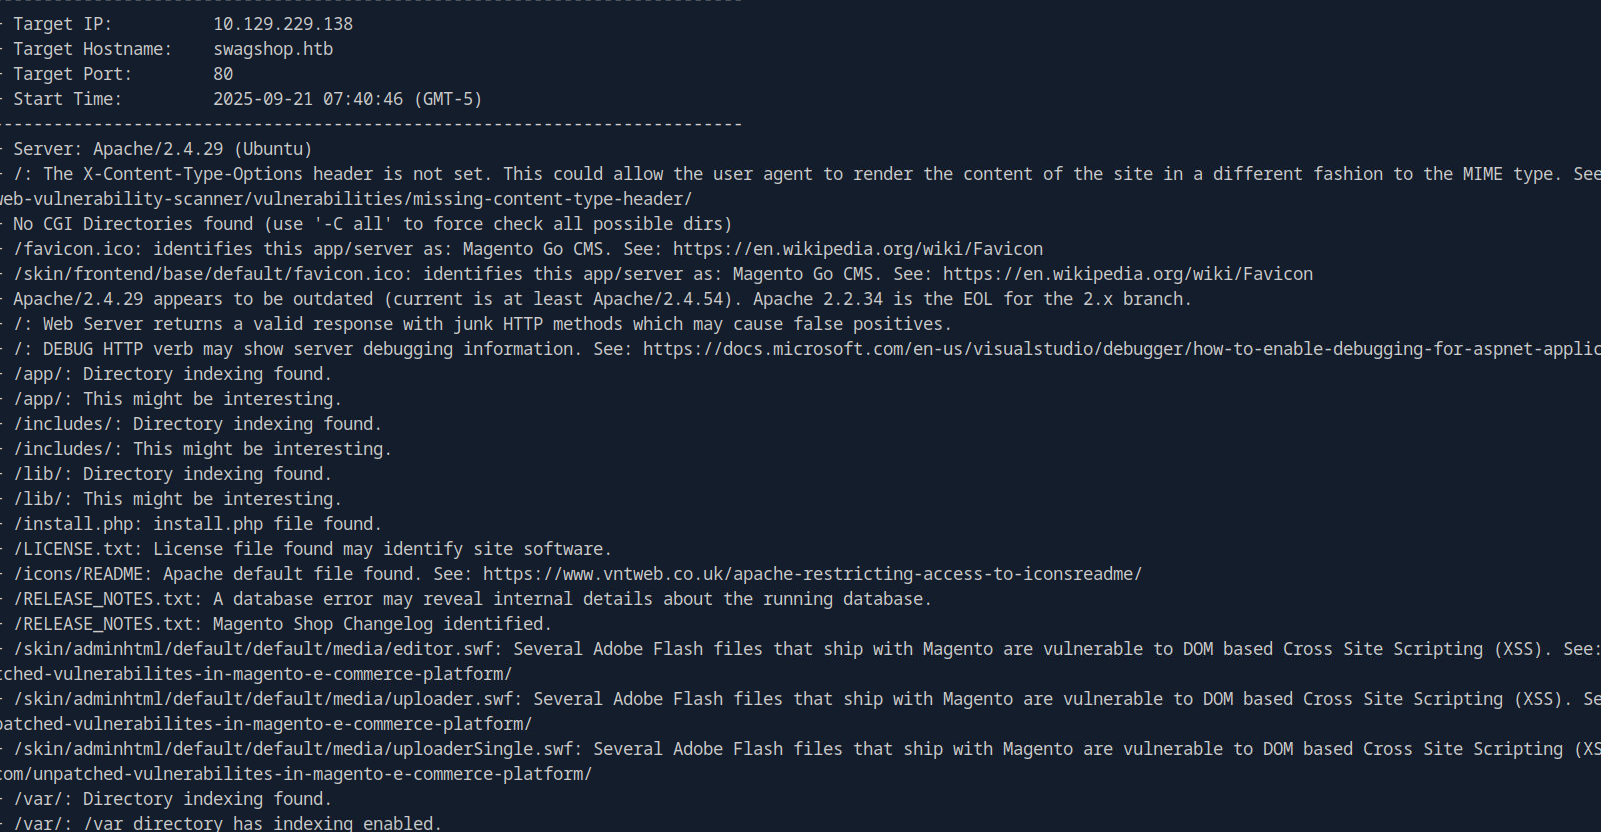 ---------------------------------------------------------------------------
+ Target IP:          10.129.229.138
+ Target Hostname:    swagshop.htb
+ Target Port:        80
+ Start Time:         2025-09-21 07:40:46 (GMT-5)
---------------------------------------------------------------------------
+ Server: Apache/2.4.29 (Ubuntu)
+ /: The X-Content-Type-Options header is not set. This could allow the user agent to render the content of the site in a different fashion to the MIME type. See
web-vulnerability-scanner/vulnerabilities/missing-content-type-header/
+ No CGI Directories found (use '-C all' to force check all possible dirs)
+ /favicon.ico: identifies this app/server as: Magento Go CMS. See: https://en.wikipedia.org/wiki/Favicon
+ /skin/frontend/base/default/favicon.ico: identifies this app/server as: Magento Go CMS. See: https://en.wikipedia.org/wiki/Favicon
+ Apache/2.4.29 appears to be outdated (current is at least Apache/2.4.54). Apache 2.2.34 is the EOL for the 2.x branch.
+ /: Web Server returns a valid response with junk HTTP methods which may cause false positives.
+ /: DEBUG HTTP verb may show server debugging information. See: https://docs.microsoft.com/en-us/visualstudio/debugger/how-to-enable-debugging-for-aspnet-applic
+ /app/: Directory indexing found.
+ /app/: This might be interesting.
+ /includes/: Directory indexing found.
+ /includes/: This might be interesting.
+ /lib/: Directory indexing found.
+ /lib/: This might be interesting.
+ /install.php: install.php file found.
+ /LICENSE.txt: License file found may identify site software.
+ /icons/README: Apache default file found. See: https://www.vntweb.co.uk/apache-restricting-access-to-iconsreadme/
+ /RELEASE_NOTES.txt: A database error may reveal internal details about the running database.
+ /RELEASE_NOTES.txt: Magento Shop Changelog identified.
+ /skin/adminhtml/default/default/media/editor.swf: Several Adobe Flash files that ship with Magento are vulnerable to DOM based Cross Site Scripting (XSS). See:
tched-vulnerabilites-in-magento-e-commerce-platform/
+ /skin/adminhtml/default/default/media/uploader.swf: Several Adobe Flash files that ship with Magento are vulnerable to DOM based Cross Site Scripting (XSS). Se
patched-vulnerabilites-in-magento-e-commerce-platform/
+ /skin/adminhtml/default/default/media/uploaderSingle.swf: Several Adobe Flash files that ship with Magento are vulnerable to DOM based Cross Site Scripting (XS
com/unpatched-vulnerabilites-in-magento-e-commerce-platform/
+ /var/: Directory indexing found.
+ /var/: /var directory has indexing enabled.